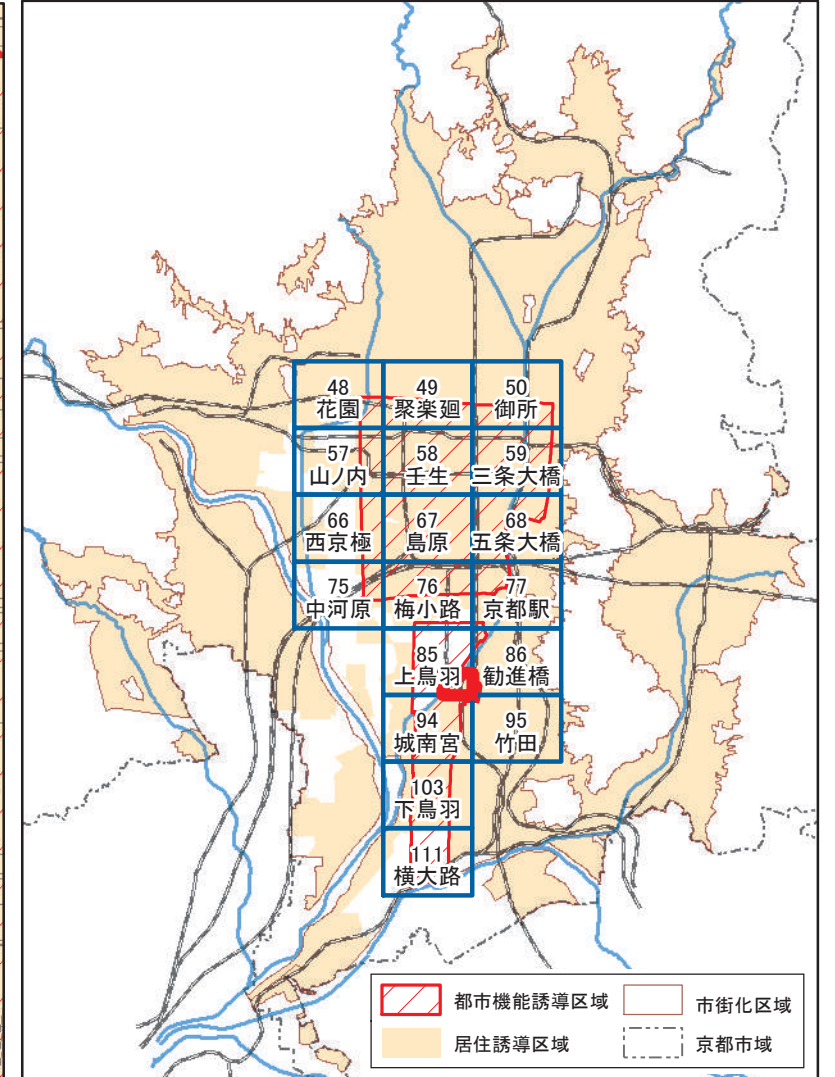 48
花園
49
聚楽廻
50
御所
57
山ノ内
58
壬生
59
三条大橋
66
西京極
67
島原
68
五条大橋
75
中河原
76
梅小路
77
京都駅
85
上鳥羽
86
勧進橋
94
城南宮
95
竹田
103
下鳥羽
111
横大路
都市機能誘導区域
市街化区域
居住誘導区域
京都市域